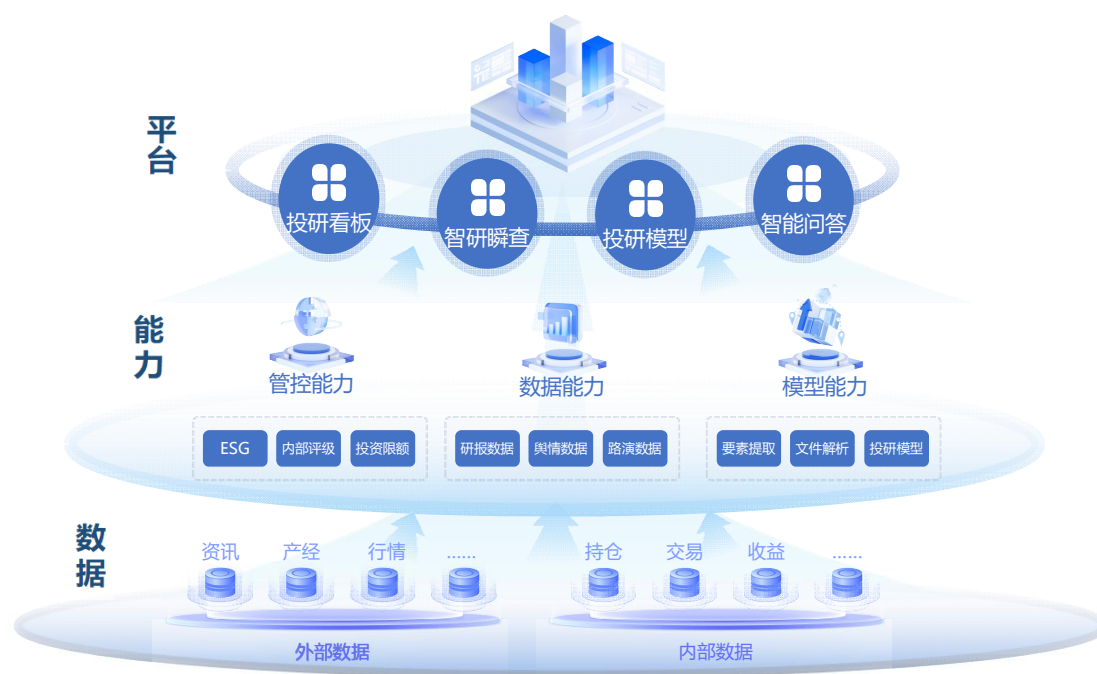 平台
投研看板
智研瞬查
投研模型
智能问答
能力
管控能力
数据能力
模型能力
ESG
内部评级
投资限额
研报数据
舆情数据
路演数据
要素提取
文件解析
投研模型
数据
资讯
产经
行情
......
持仓
交易
收益
......
外部数据
内部数据